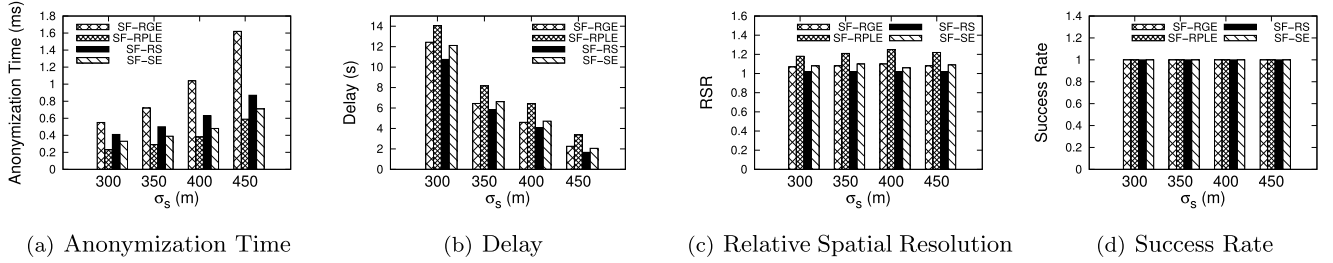 Anonymization Time (ms)
1.8
1.6
1.4
1.2
1
0.8
0.6
0.4
0.2
0
SF-RGE
SF-RPLE
SF-RS
SF-SE
300 350 400 450
σs (m)
(a) Anonymization Time
Delay (s)
14
12
10
8
6
4
2
0
SF-RGE
SF-RPLE
SF-RS
SF-SE
300 350 400 450
σs (m)
(b) Delay
RSR
1.6
1.4
1.2
1
0.8
0.6
0.4
0.2
0
SF-RGE SF-RS
SF-RPLE SF-SE
300 350 400 450
σs (m)
(c) Relative Spatial Resolution
Success Rate
1.4
1.2
1
0.8
0.6
0.4
0.2
0
SF-RGE SF-RS
SF-RPLE SF-SE
300 350 400 450
σs (m)
(d) Success Rate